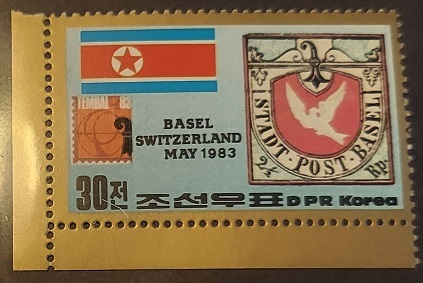 TEMBAL 83
BASEL
SWITZERLAND
MAY 1983
STADT-POST-BASEL
2½ Rp.
30전 조선우표 DPR Korea